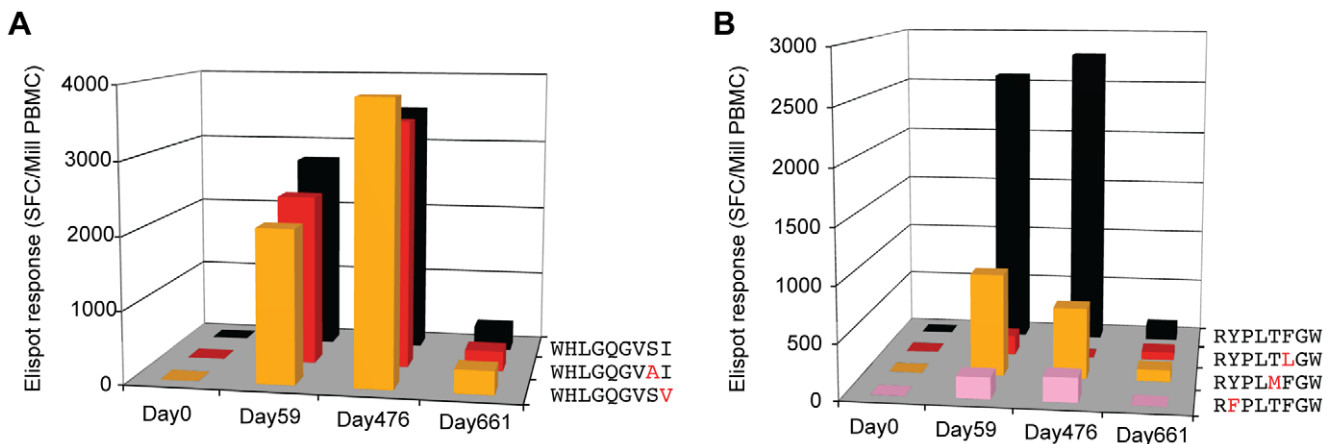 A
Elispot response (SFC/Mill PBMC)
4000
3000
2000
1000
0
Day0
Day59
Day476
Day661
WHLGQGVSI
WHLGQGVAI
WHLGQGVSV
B
Elispot response (SFC/Mill PBMC)
3000
2500
2000
1500
1000
500
0
Day0
Day59
Day476
Day661
RYPLTFGW
RYPLTLGW
RYPLMFGW
RFPLTFGW